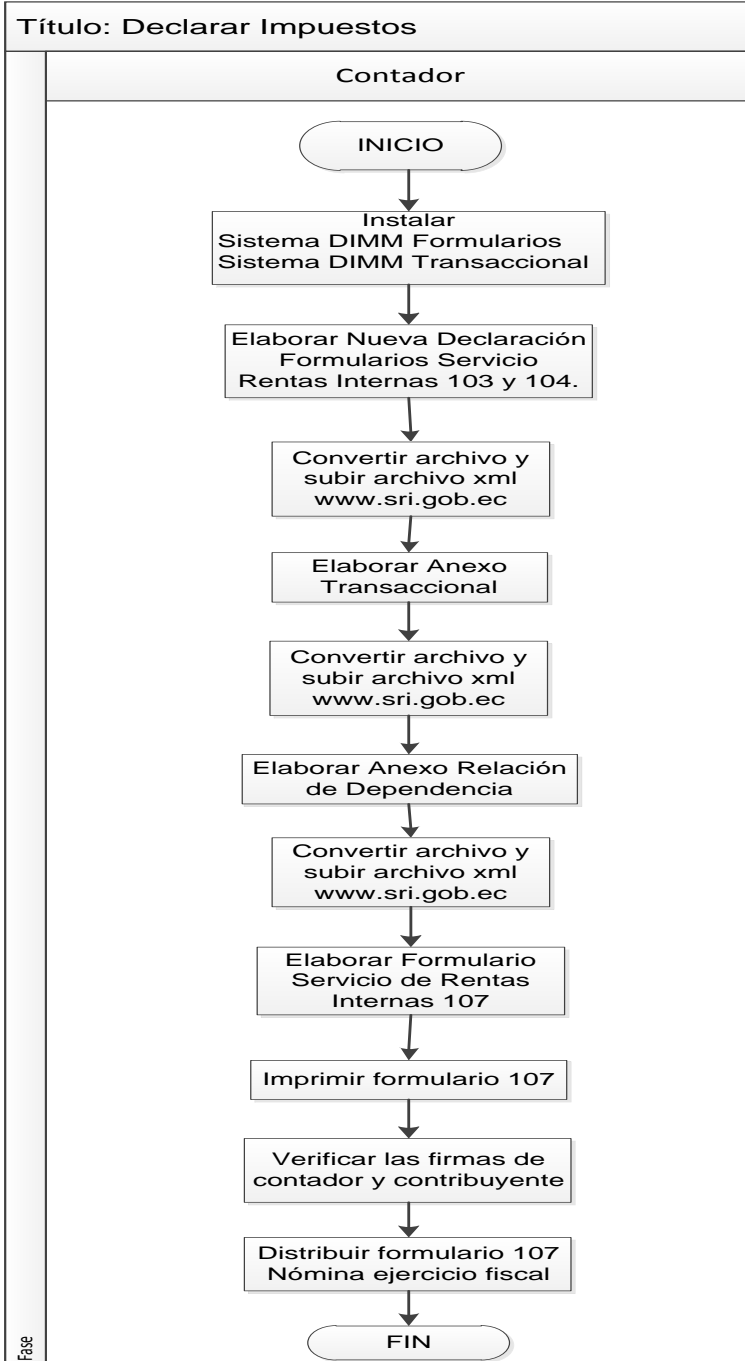 Título: Declarar Impuestos
Contador
INICIO
Instalar
Sistema DIMM Formularios
Sistema DIMM Transaccional
Elaborar Nueva Declaración
Formularios Servicio
Rentas Internas 103 y 104.
Convertir archivo y
subir archivo xml
www.sri.gob.ec
Elaborar Anexo
Transaccional
Convertir archivo y
subir archivo xml
www.sri.gob.ec
Elaborar Anexo Relación
de Dependencia
Convertir archivo y
subir archivo xml
www.sri.gob.ec
Elaborar Formulario
Servicio de Rentas
Internas 107
Imprimir formulario 107
Verificar las firmas de
contador y contribuyente
Distribuir formulario 107
Nómina ejercicio fiscal
FIN
Fase